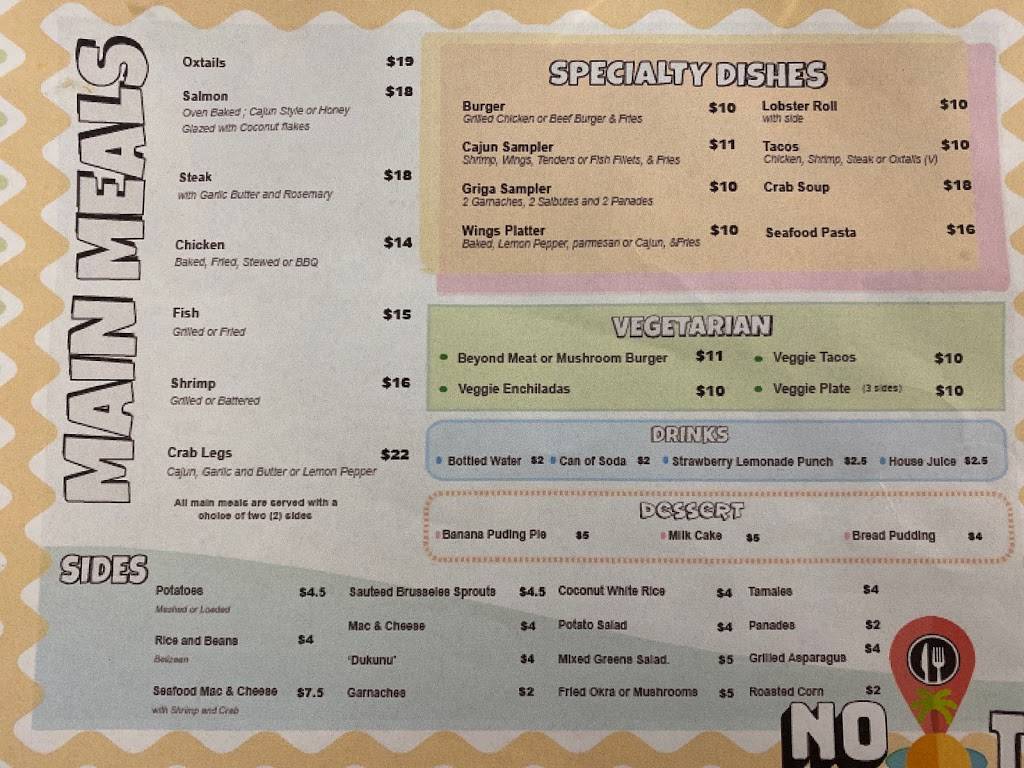 MAIN MEALS
Oxtails $19
Salmon $18
Oven Baked ; Cajun Style or Honey
Glazed with Coconut flakes
Steak $18
with Garlic Butter and Rosemary
Chicken $14
Baked, Fried, Stewed or BBQ
Fish $15
Grilled or Fried
Shrimp $16
Grilled or Battered
Crab Legs $22
Cajun, Garlic and Butter or Lemon Pepper
All main meals are served with a
choice of two (2) sides
SPECIALTY DISHES
Burger $10
Grilled Chicken or Beef Burger & Fries
Cajun Sampler $11
Shrimp, Wings, Tenders or Fish Fillets, & Fries
Griga Sampler $10
2 Garnaches, 2 Salbutes and 2 Panades
Wings Platter $10
Baked, Lemon Pepper, parmesan or Cajun, &Fries
Lobster Roll $10
with side
Tacos $10
Chicken, Shrimp, Steak or Oxtails (V)
Crab Soup $18
Seafood Pasta $16
VEGETARIAN
Beyond Meat or Mushroom Burger $11
Veggie Tacos $10
Veggie Enchiladas $10
Veggie Plate (3 sides) $10
DRINKS
Bottled Water $2 Can of Soda $2 Strawberry Lemonade Punch $2.5 House Juice $2.5
DESSERT
Banana Puding Pie $5 Milk Cake $5 Bread Pudding $4
SIDES
Potatoes $4.5
Mashed or Loaded
Rice and Beans $4
Belizean
Seafood Mac & Cheese $7.5
with Shrimp and Crab
Sauteed Brusseles Sprouts $4.5
Mac & Cheese $4
'Dukunu' $4
Garnaches $2
Coconut White Rice $4
Potato Salad $4
Mixed Greens Salad. $5
Fried Okra or Mushrooms $5
Tamales $4
Panades $2
Grilled Asparagus $4
Roasted Corn $2
NO